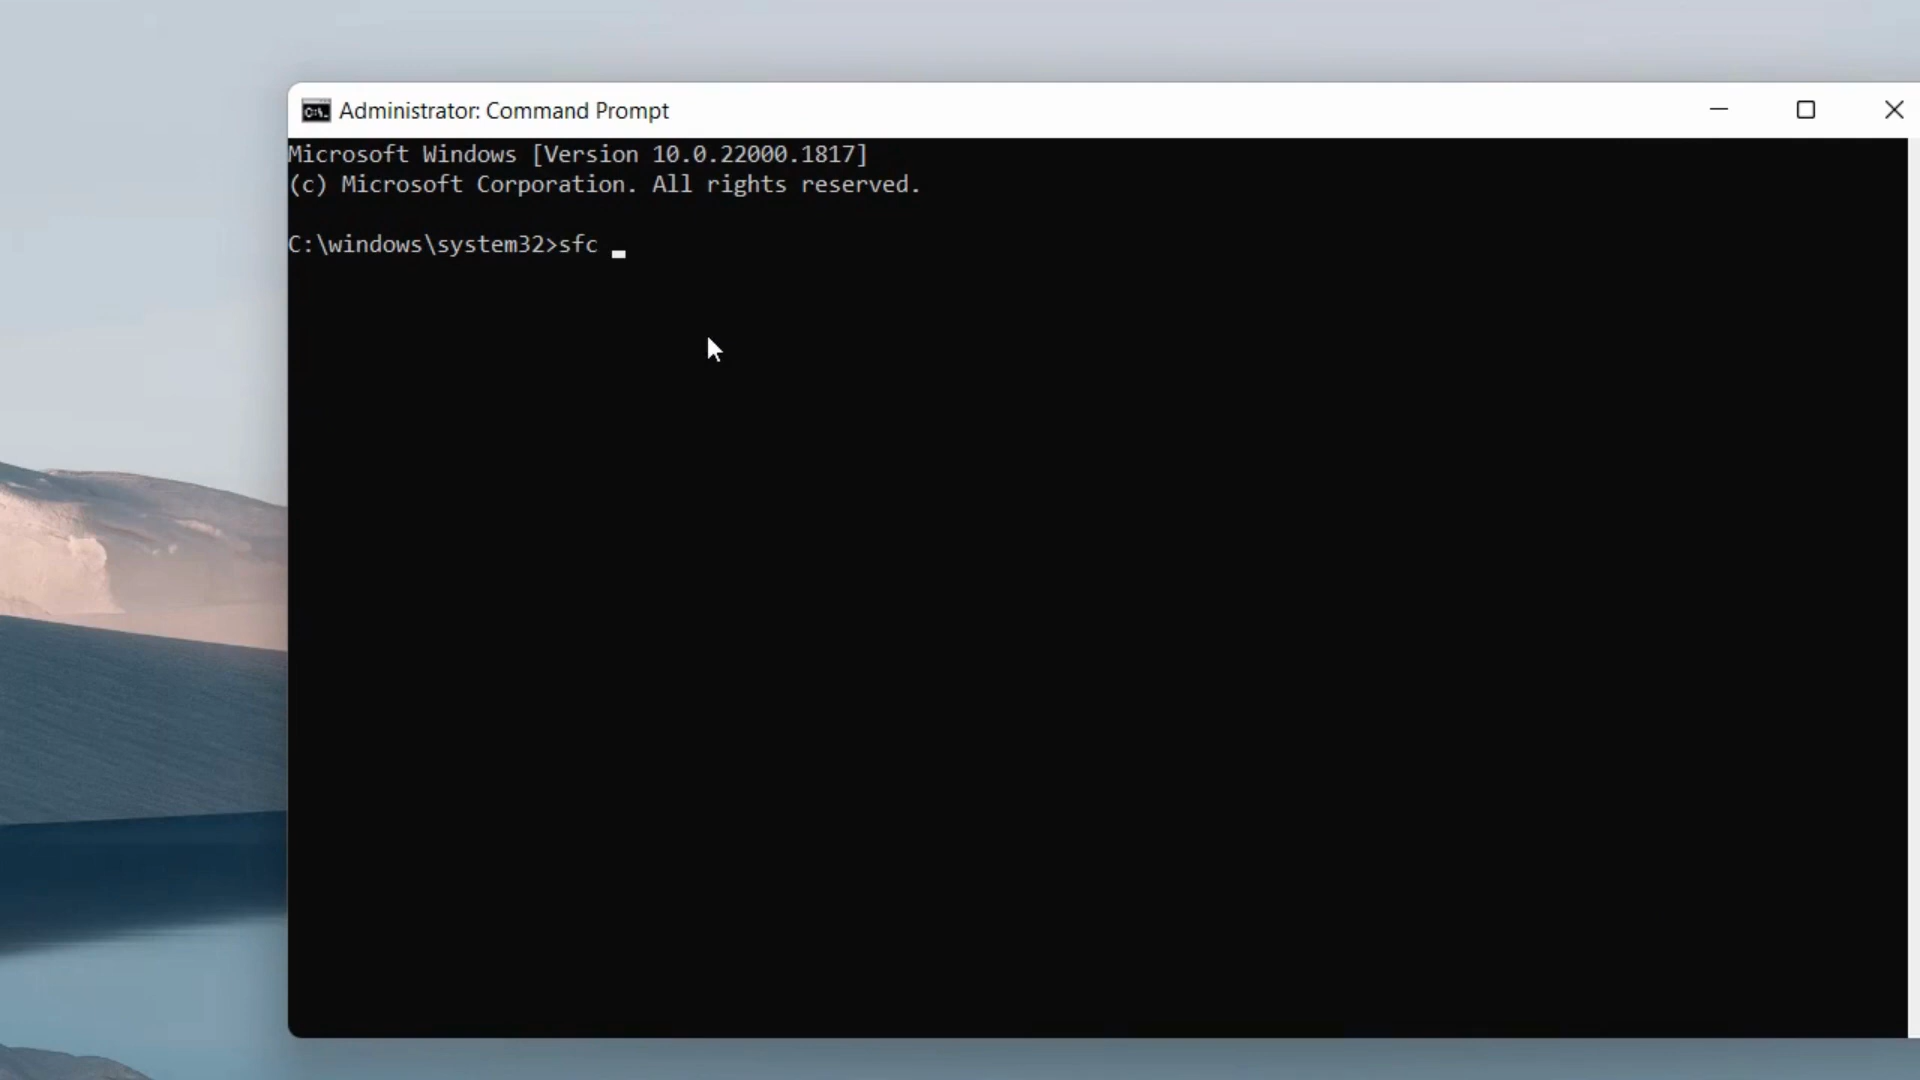 Administrator: Command Prompt
Microsoft Windows [Version 10.0.22000.1817]
(c) Microsoft Corporation. All rights reserved.
C:\windows\system32>sfc